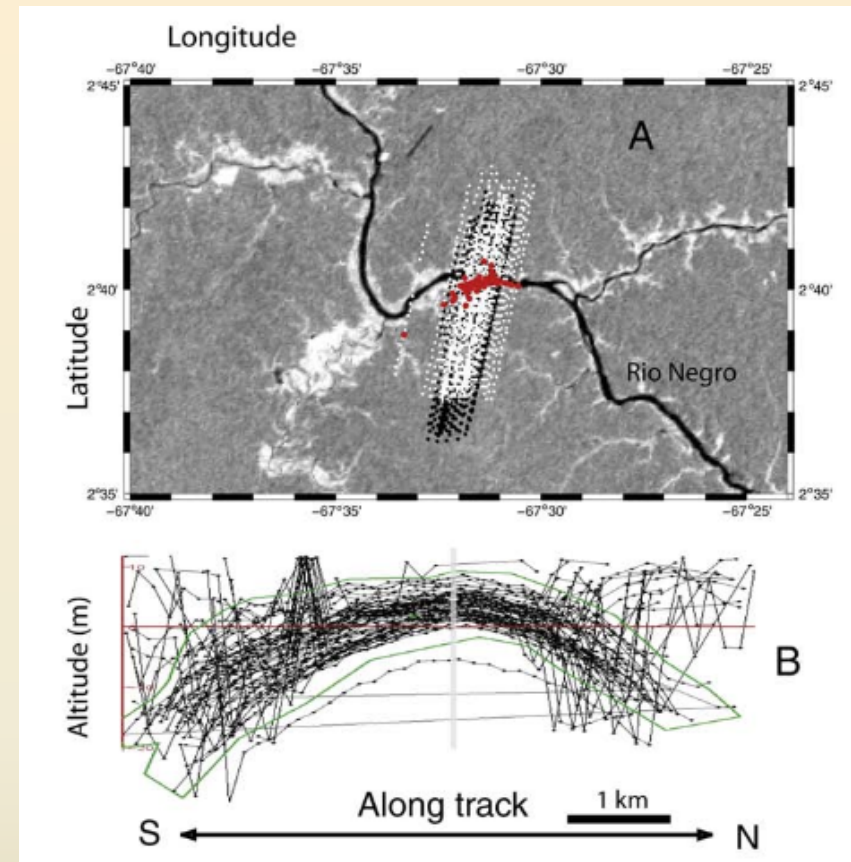 Longitude
−67°40' −67°35' −67°30' −67°25'
2°45' 2°45'
A
Latitude
2°40' 2°40'
Rio Negro
2°35' 2°35'
−67°40' −67°35' −67°30' −67°25'
Altitude (m)
B
Along track
1 km
S N